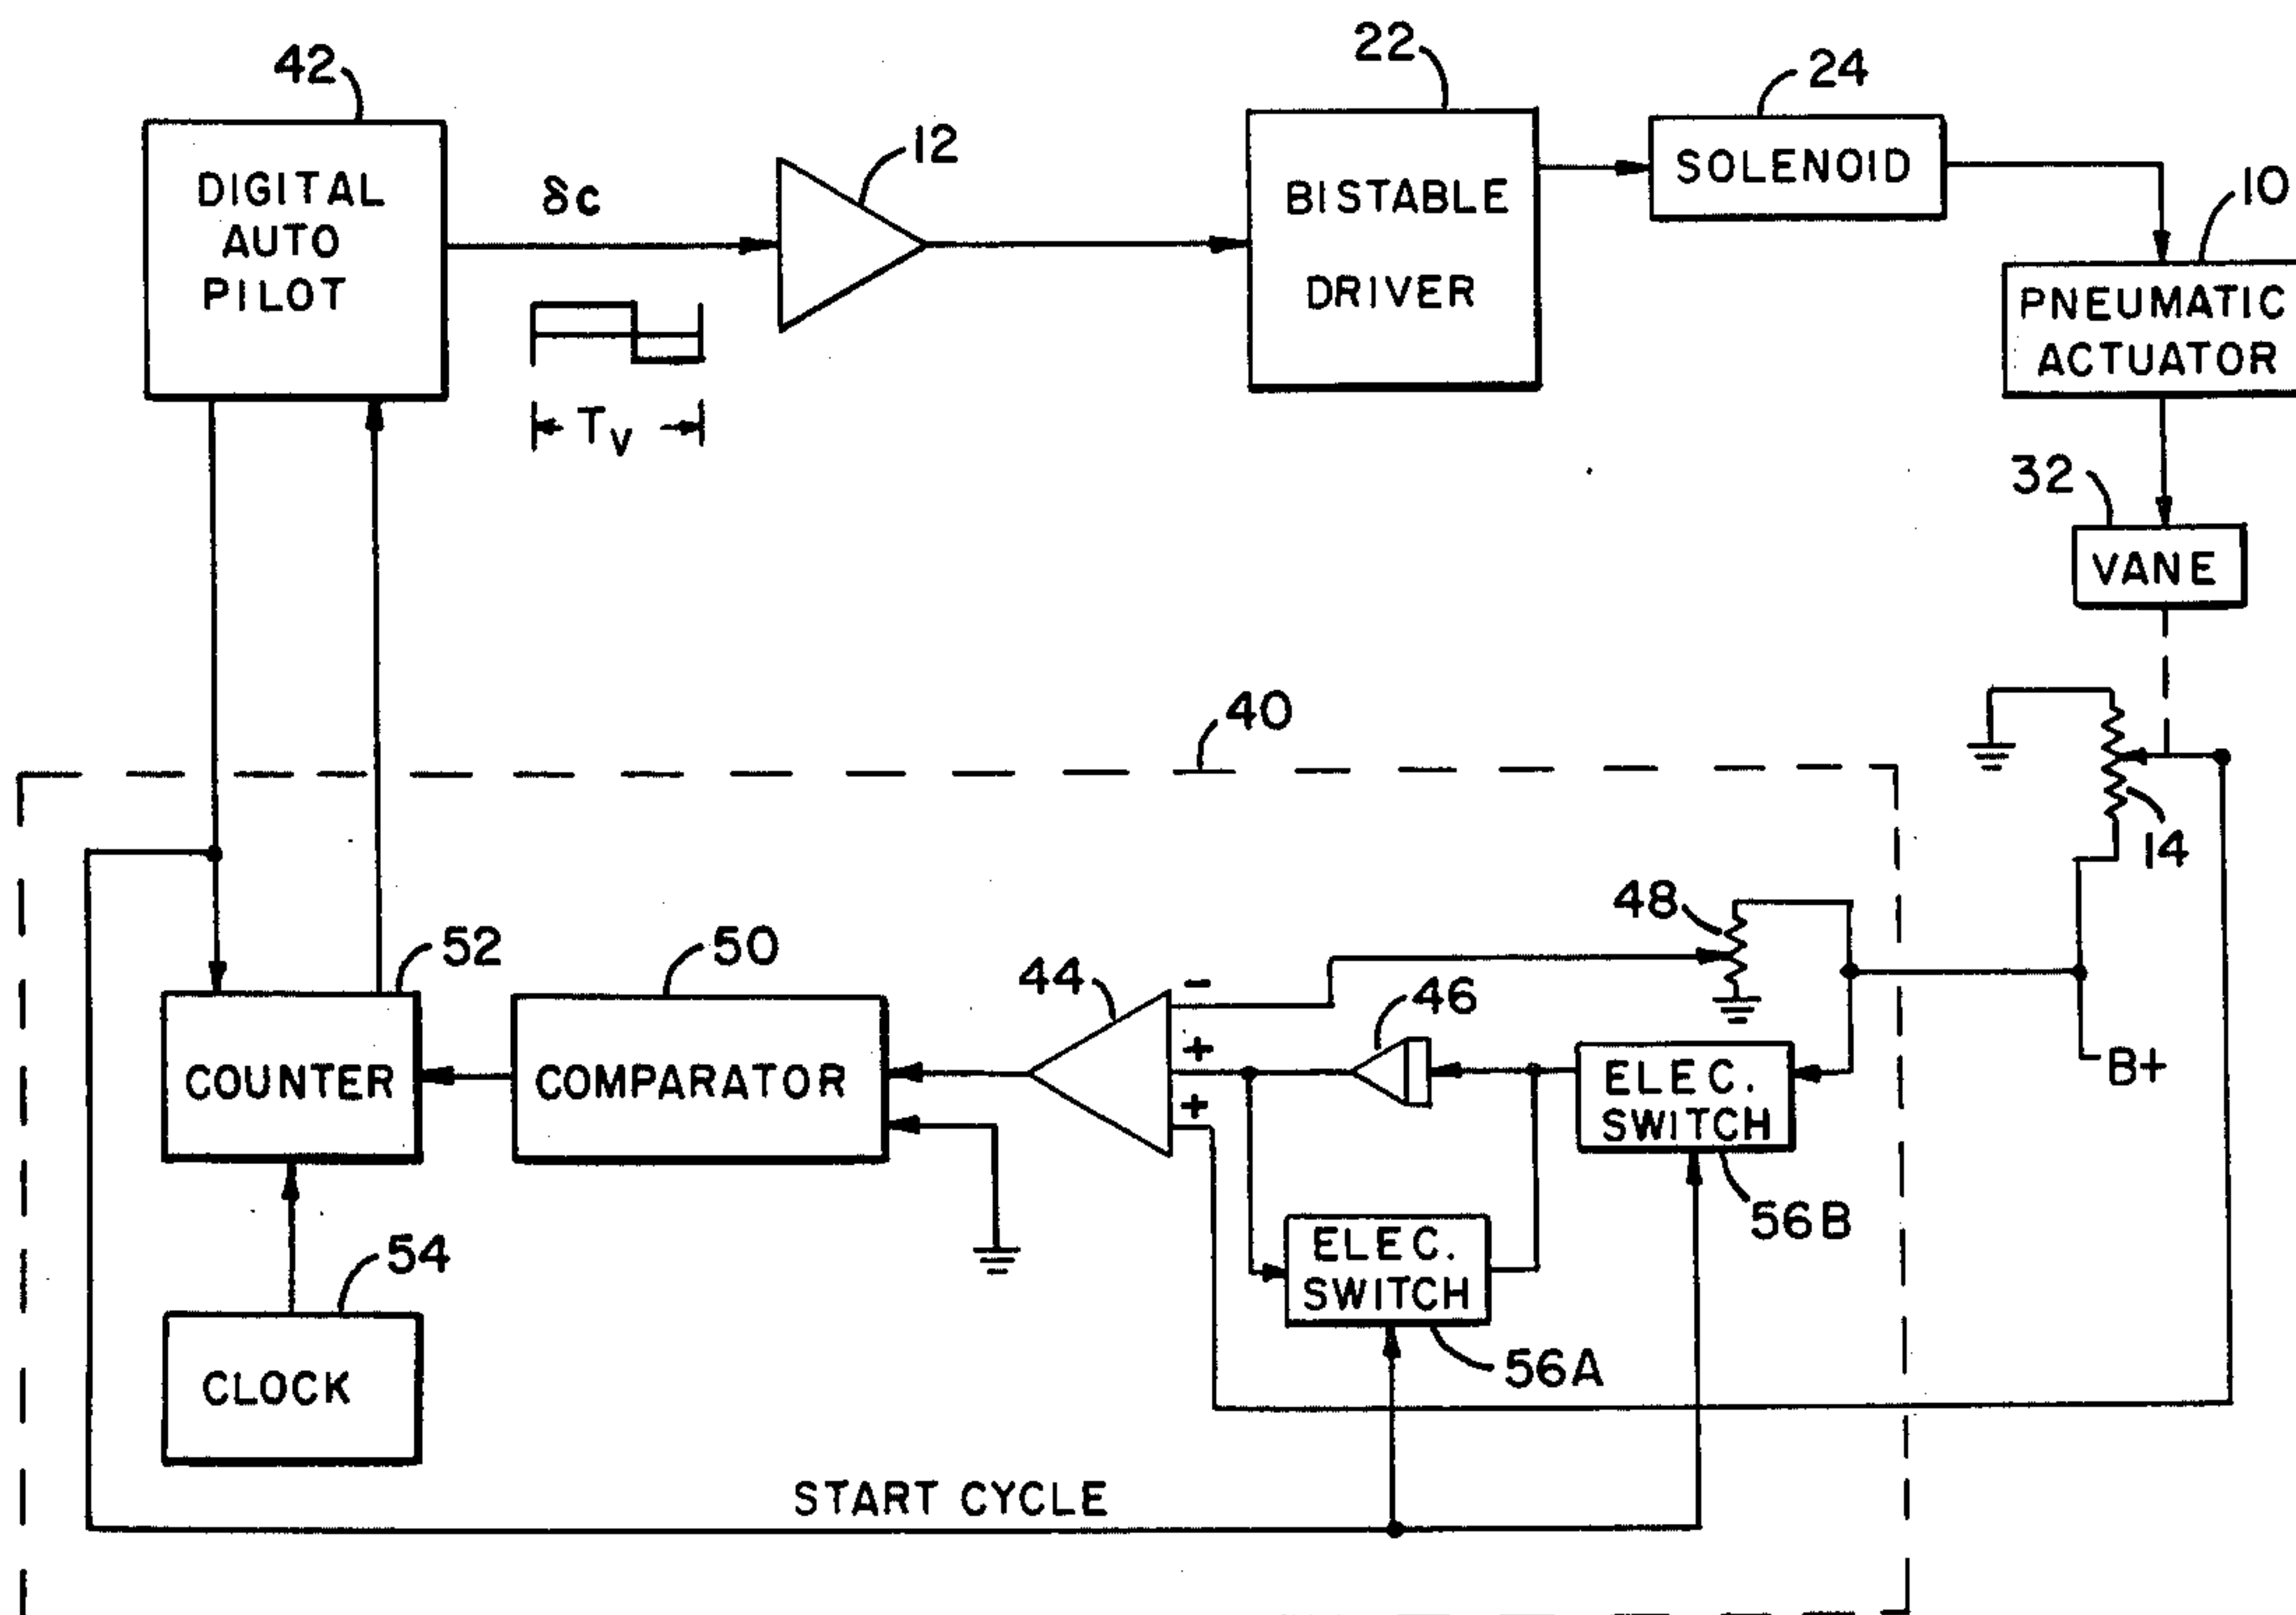 42
22
24
12
10
DIGITAL
AUTO
PILOT
δc
BISTABLE
DRIVER
SOLENOID
PNEUMATIC
ACTUATOR
Tv
32
VANE
40
14
48
52
50
44
46
-
+
+
COUNTER
COMPARATOR
ELEC.
SWITCH
B+
56B
54
ELEC.
SWITCH
56A
CLOCK
START CYCLE